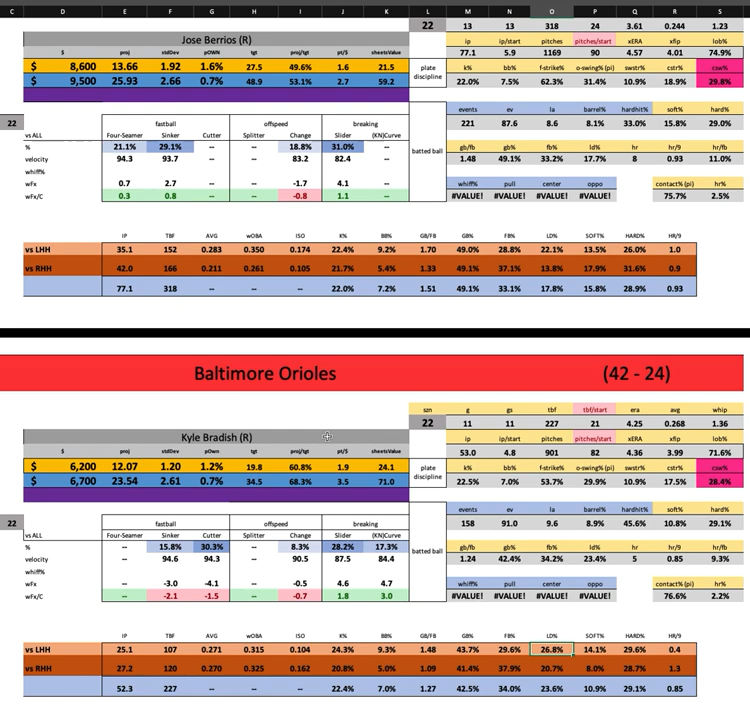 C D E F G H I J K L M N O P Q R S
22 13 13 318 24 3.61 0.244 1.23
Jose Berrios (R) ip ip/start pitches pitches/start xERA xfip lob%
$ proj stdDev pOWN tgt proj/tgt pt/$ sheetsValue 77.1 5.9 1169 90 4.57 4.01 74.9%
$ 8,600 13.66 1.92 1.6% 27.5 49.6% 1.6 21.5 plate discipline k% bb% f-strike% o-swing% (pi) swstr% cstr% csw%
$ 9,500 25.93 2.66 0.7% 48.9 53.1% 2.7 59.2 22.0% 7.5% 62.3% 31.4% 10.9% 18.9% 29.8%
events ev la barrel% hardhit% soft% hard%
22 fastball offspeed breaking 221 87.6 8.6 8.1% 33.0% 15.8% 29.0%
vs ALL Four-Seamer Sinker Cutter Splitter Change Slider (KN)Curve
% 21.1% 29.1% -- -- 18.8% 31.0% -- batted ball gb/fb gb% fb% ld% hr hr/9 hr/fb
velocity 94.3 93.7 -- -- 83.2 82.4 -- 1.48 49.1% 33.2% 17.7% 8 0.93 11.0%
whiff%
wFx 0.7 2.7 -- -- -1.7 4.1 -- whiff% pull center oppo contact% (pi) hr%
wFx/C 0.3 0.8 -- -- -0.8 1.1 -- #VALUE! #VALUE! #VALUE! #VALUE! 75.7% 2.5%
IP TBF AVG wOBA ISO K% BB% GB/FB GB% FB% LD% SOFT% HARD% HR/9
vs LHH 35.1 152 0.283 0.350 0.174 22.4% 9.2% 1.70 49.0% 28.8% 22.1% 13.5% 26.0% 1.0
vs RHH 42.0 166 0.211 0.261 0.105 21.7% 5.4% 1.33 49.1% 37.1% 13.8% 17.9% 31.6% 0.9
77.1 318 -- -- 22.0% 7.2% 1.51 49.1% 33.1% 17.8% 15.8% 28.9% 0.93
Baltimore Orioles (42 - 24)
szn g gs tbf tbf/start era avg whip
22 11 11 227 21 4.25 0.268 1.36
Kyle Bradish (R) ip ip/start pitches pitches/start xERA xfip lob%
$ proj stdDev pOwn tgt proj/tgt pt/$ sheetsValue 53.0 4.8 901 82 4.36 3.99 71.6%
$ 6,200 12.07 1.20 1.2% 19.8 60.8% 1.9 24.1 plate discipline k% bb% f-strike% o-swing% (pi) swstr% cstr% csw%
$ 6,700 23.54 2.61 0.7% 34.5 68.3% 3.5 71.0 22.5% 7.0% 53.7% 29.9% 10.9% 17.5% 28.4%
events ev la barrel% hardhit% soft% hard%
22 fastball offspeed breaking 158 91.0 9.6 8.9% 45.6% 10.8% 29.1%
vs ALL Four-Seamer Sinker Cutter Splitter Change Slider (KN)Curve
% -- 15.8% 30.3% -- 8.3% 28.2% 17.3% batted ball gb/fb gb% fb% ld% hr hr/9 hr/fb
velocity -- 94.6 94.3 -- 90.5 87.5 84.4 1.24 42.4% 34.2% 23.4% 5 0.85 9.3%
whiff%
wFx -- -3.0 -4.1 -- -0.5 4.6 4.7 whiff% pull center oppo contact% (pi) hr%
wFx/C -- -2.1 -1.5 -- -0.7 1.8 3.0 #VALUE! #VALUE! #VALUE! #VALUE! 76.6% 2.2%
IP TBF AVG wOBA ISO K% BB% GB/FB GB% FB% LD% SOFT% HARD% HR/9
vs LHH 25.1 107 0.271 0.315 0.104 24.3% 9.3% 1.48 43.7% 29.6% 26.8% 14.1% 29.6% 0.4
vs RHH 27.2 120 0.270 0.325 0.162 20.8% 5.0% 1.09 41.4% 37.9% 20.7% 8.0% 28.7% 1.3
52.3 227 -- -- -- 22.4% 7.0% 1.27 42.5% 34.0% 23.6% 10.9% 29.1% 0.85